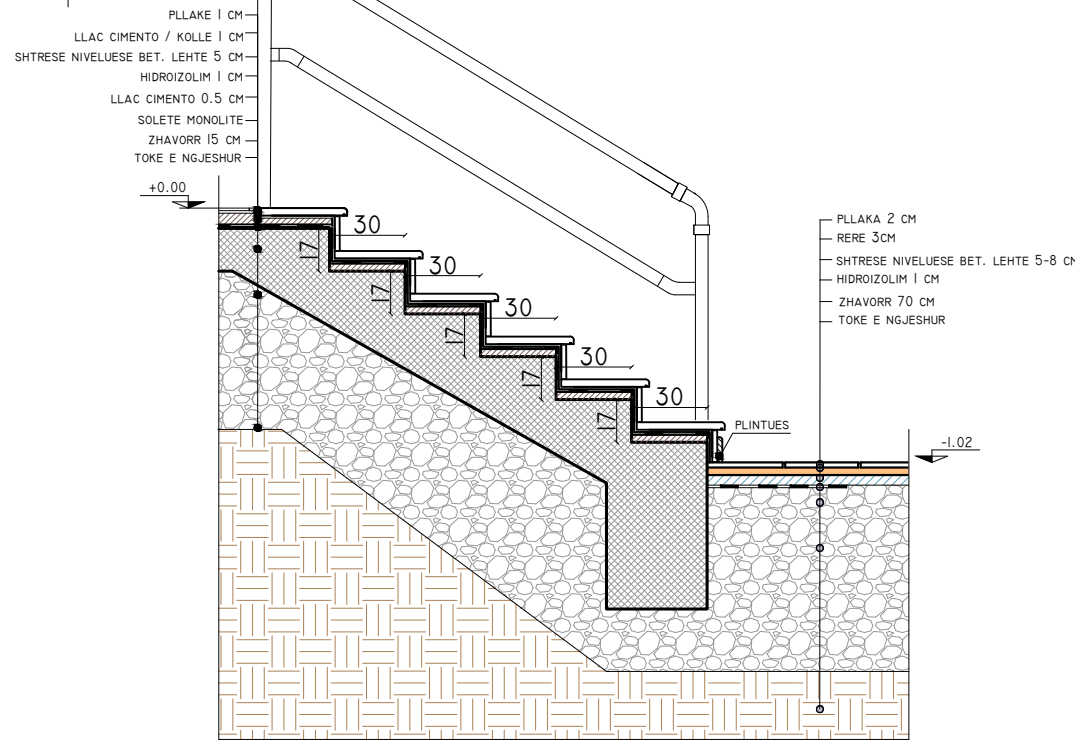 PLLAKE 1 CM
LLAC CIMENTO / KOLLE 1 CM
SHTRESE NIVELUESE BET. LEHTE 5 CM
HIDROIZOLIM 1 CM
LLAC CIMENTO 0.5 CM
SOLETE MONOLITE
ZHAVORR 15 CM
TOKE E NGJESHUR
+0.00
30
17
30
17
30
17
30
17
30
17
PLLAKA 2 CM
RERE 3CM
SHTRESE NIVELUESE BET. LEHTE 5-8 CM
HIDROIZOLIM 1 CM
ZHAVORR 70 CM
TOKE E NGJESHUR
PLINTUES
-1.02